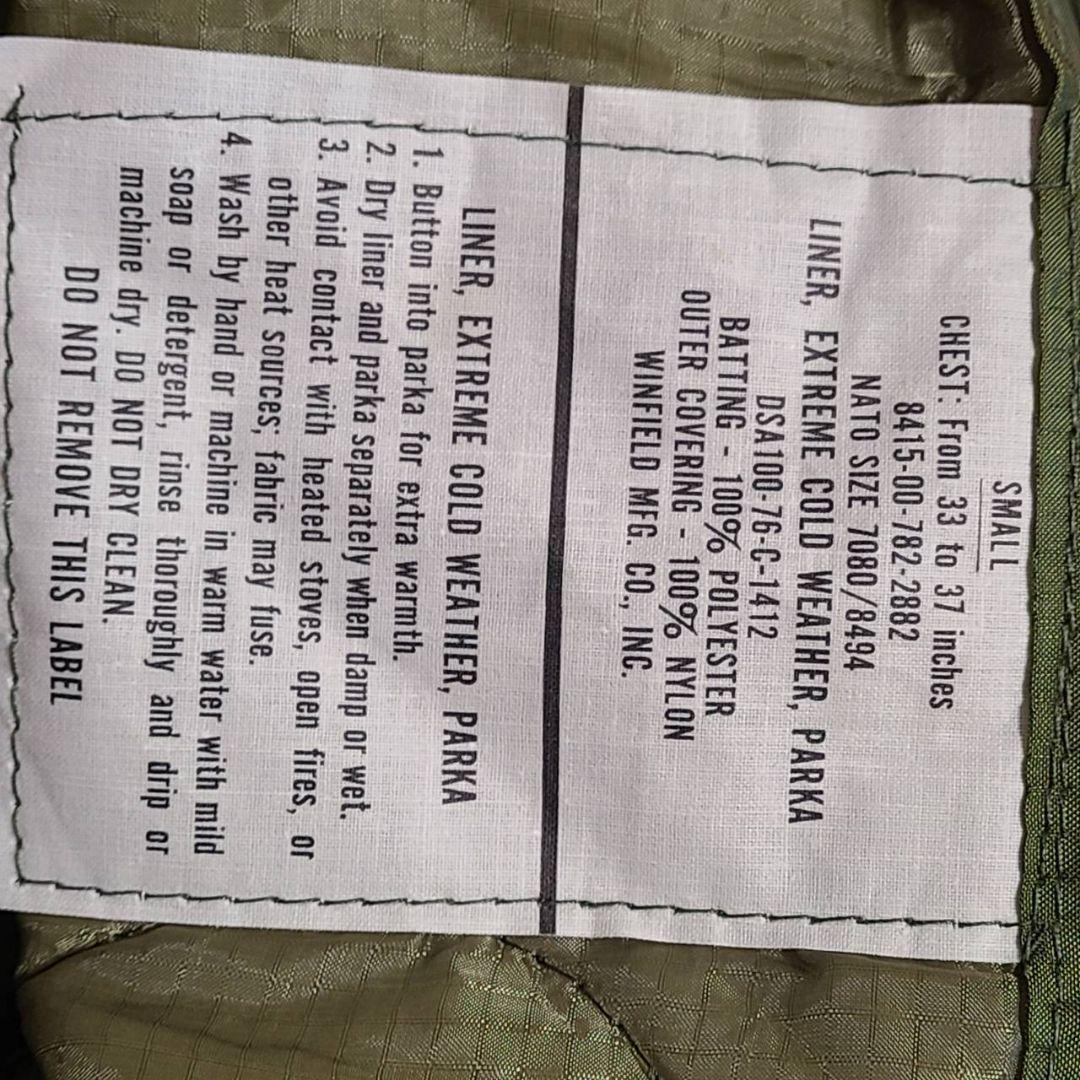 SMALL
CHEST: From 33 to 37 inches
8415-00-782-2882
NATO SIZE 7080/8494
LINER, EXTREME COLD WEATHER, PARKA
DSA100-76-C-1412
BATTING - 100% POLYESTER
OUTER COVERING - 100% NYLON
WINFIELD MFG. CO., INC.
LINER, EXTREME COLD WEATHER, PARKA
1. Button into parka for extra warmth.
2. Dry liner and parka separately when damp or wet.
3. Avoid contact with heated stoves, open fires, or
other heat sources; fabric may fuse.
4. Wash by hand or machine in warm water with mild
soap or detergent, rinse thoroughly and drip or
machine dry. DO NOT DRY CLEAN.
DO NOT REMOVE THIS LABEL